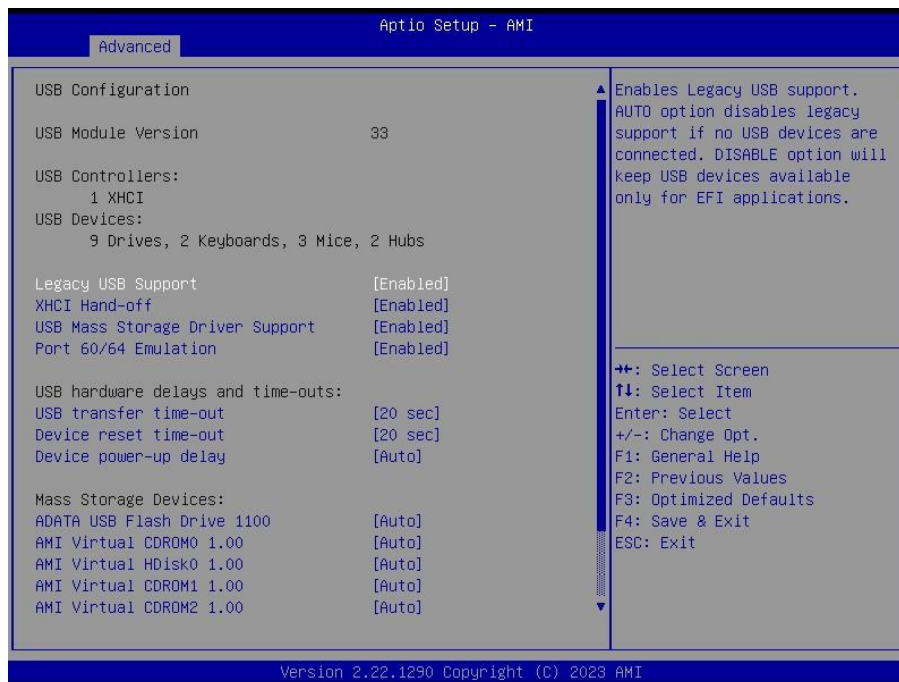 Aptio Setup – AMI
Advanced
USB Configuration
USB Module Version 33
USB Controllers:
1 XHCI
USB Devices:
9 Drives, 2 Keyboards, 3 Mice, 2 Hubs
Legacy USB Support [Enabled]
XHCI Hand-off [Enabled]
USB Mass Storage Driver Support [Enabled]
Port 60/64 Emulation [Enabled]
USB hardware delays and time-outs:
USB transfer time-out [20 sec]
Device reset time-out [20 sec]
Device power-up delay [Auto]
Mass Storage Devices:
ADATA USB Flash Drive 1100 [Auto]
AMI Virtual CDROM0 1.00 [Auto]
AMI Virtual HDisk0 1.00 [Auto]
AMI Virtual CDROM1 1.00 [Auto]
AMI Virtual CDROM2 1.00 [Auto]
Enables Legacy USB support.
AUTO option disables legacy
support if no USB devices are
connected. DISABLE option will
keep USB devices available
only for EFI applications.
→←: Select Screen
↑↓: Select Item
Enter: Select
+/-: Change Opt.
F1: General Help
F2: Previous Values
F3: Optimized Defaults
F4: Save & Exit
ESC: Exit
Version 2.22.1290 Copyright (C) 2023 AMI